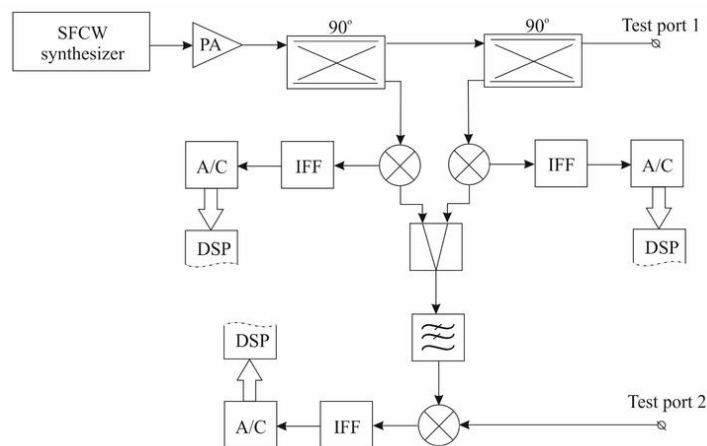 SFCW
synthesizer
PA
90°
90°
Test port 1
A/C
IFF
IFF
A/C
DSP
DSP
DSP
A/C
IFF
Test port 2